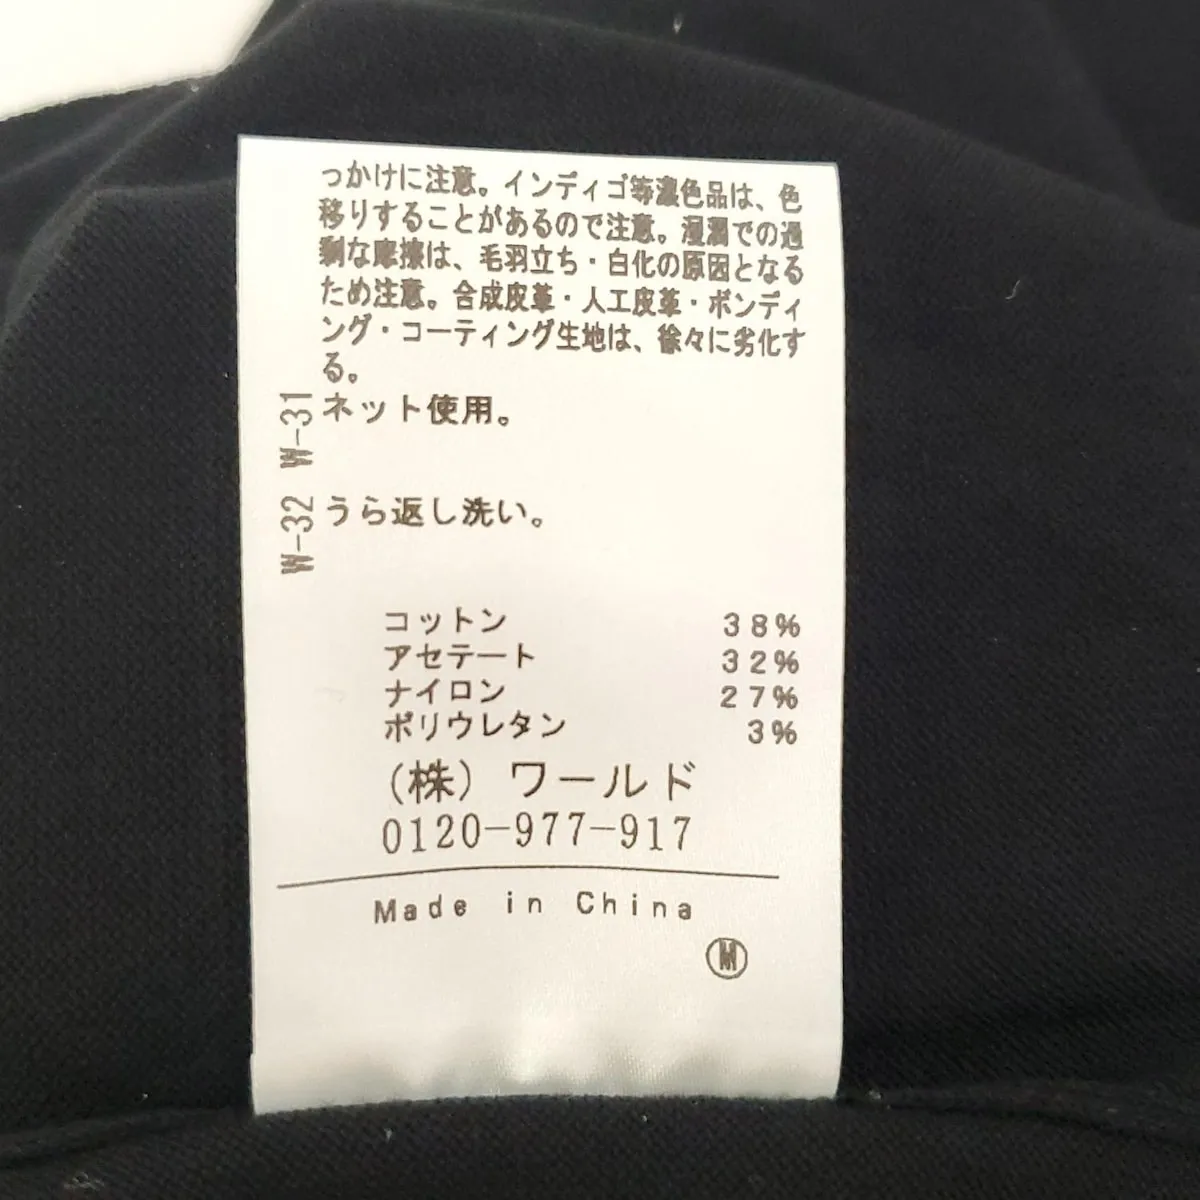 っかけに注意。インディゴ等濃色品は、色
移りすることがあるので注意。湿潤での過
剰な摩擦は、毛羽立ち・白化の原因となる
ため注意。合成皮革・人工皮革・ボンディ
ング・コーティング生地は、徐々に劣化す
る。
W-31 ネット使用。
W-32 うら返し洗い。
コットン 38%
アセテート 32%
ナイロン 27%
ポリウレタン 3%
(株) ワールド
0120-977-917
Made in China
Ⓜ